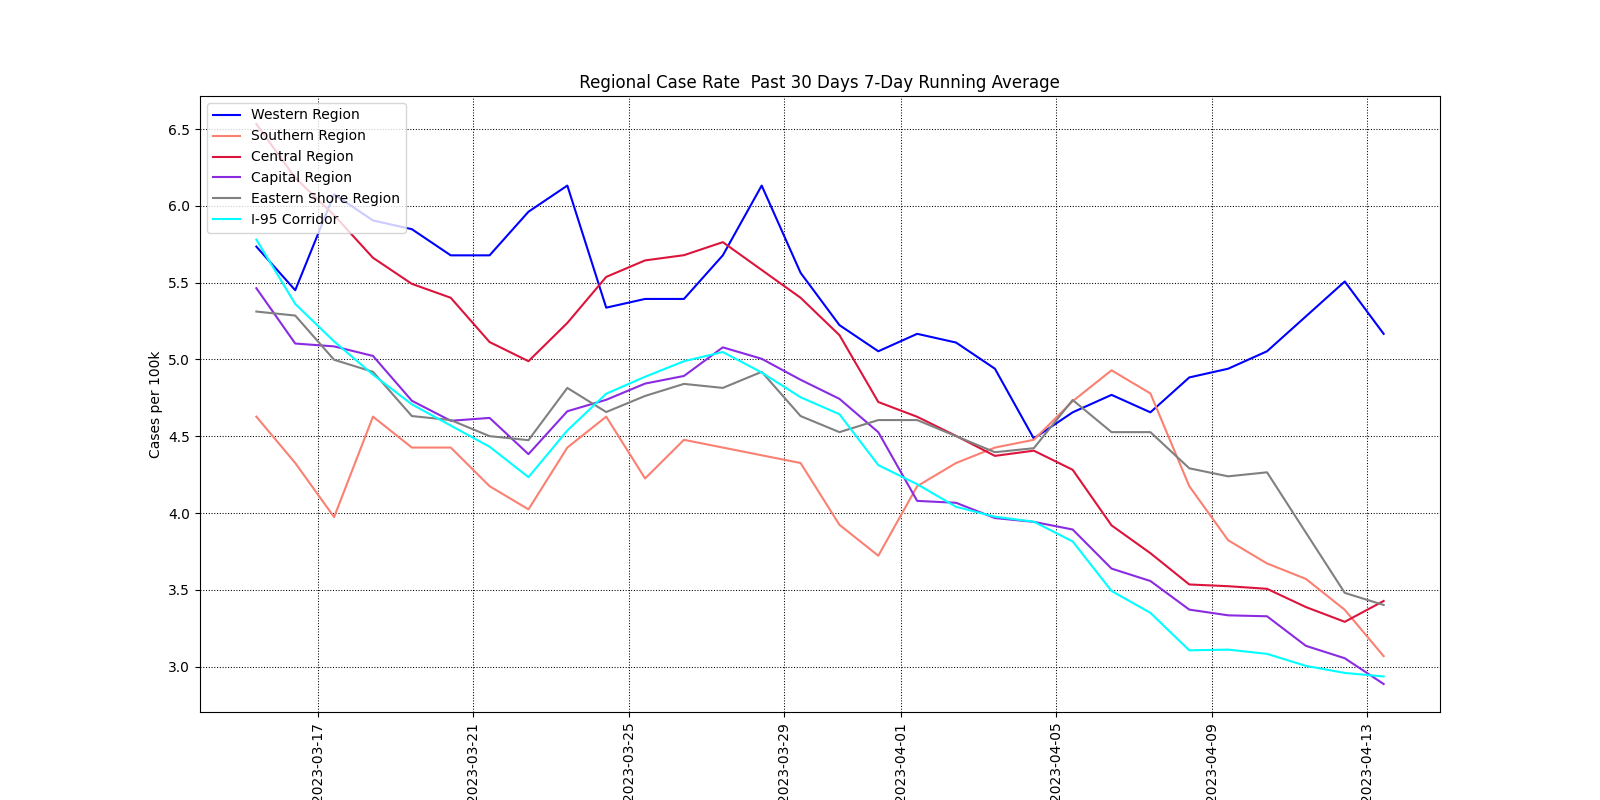 Regional Case Rate  Past 30 Days 7-Day Running Average
Western Region
Southern Region
Central Region
Capital Region
Eastern Shore Region
I-95 Corridor
Cases per 100k
6.5
6.0
5.5
5.0
4.5
4.0
3.5
3.0
2023-03-17
2023-03-21
2023-03-25
2023-03-29
2023-04-01
2023-04-05
2023-04-09
2023-04-13